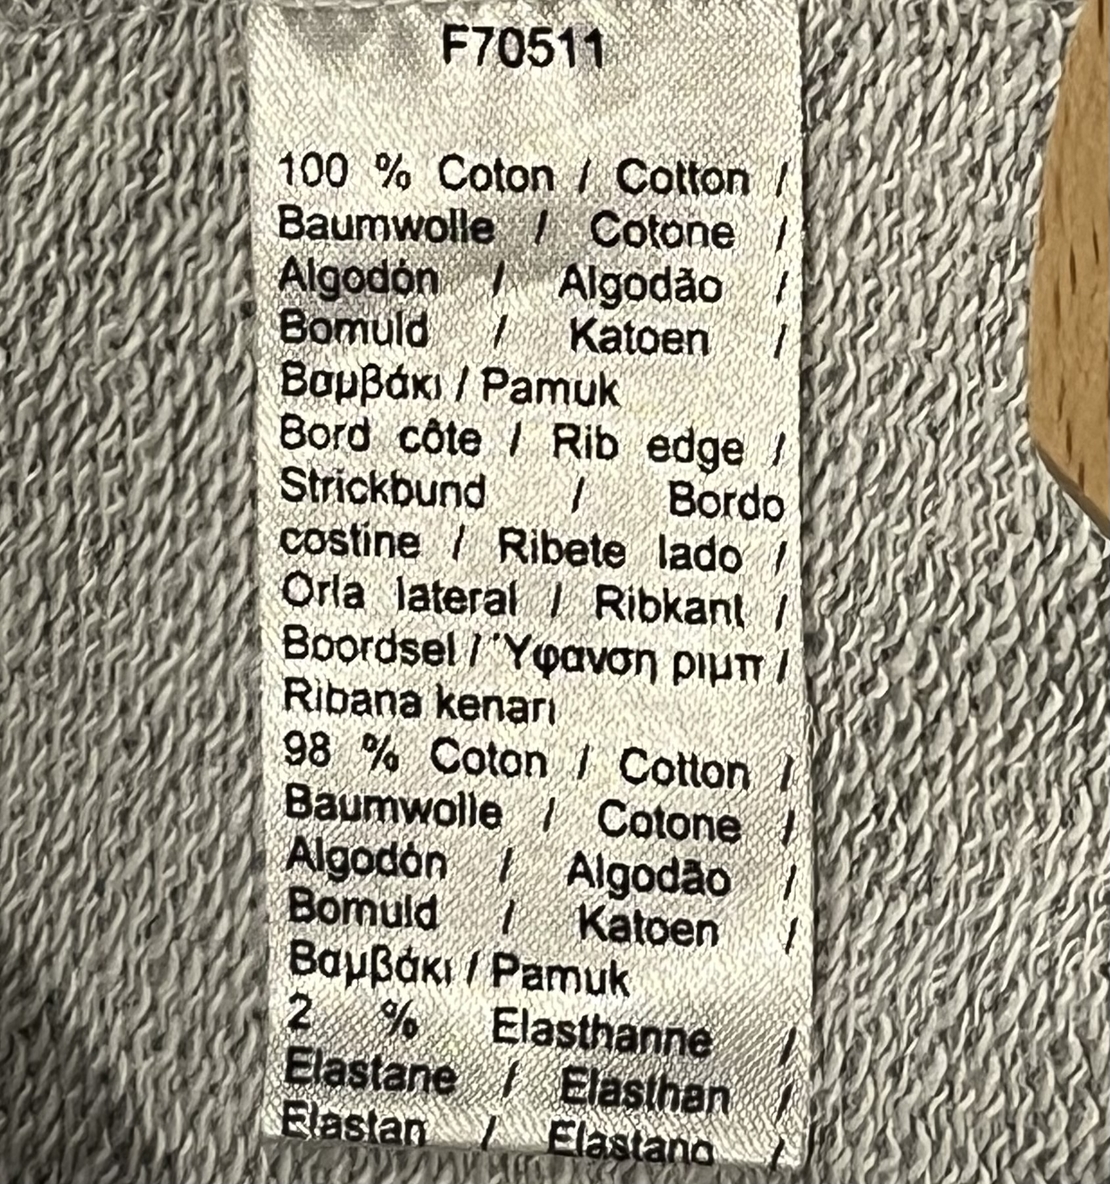 F70511
100 % Coton / Cotton /
Baumwolle / Cotone /
Algodón / Algodão /
Bomuld / Katoen /
Βαμβάκι / Pamuk
Bord côte / Rib edge /
Strickbund / Bordo
costine / Ribete lado /
Orla lateral / Ribkant /
Boordsel / Ύφανση ριμπ /
Ribana kenarı
98 % Coton / Cotton /
Baumwolle / Cotone /
Algodón / Algodão /
Bomuld / Katoen /
Βαμβάκι / Pamuk
2 % Elasthanne /
Elastane / Elasthan /
Elastan / Elastano /